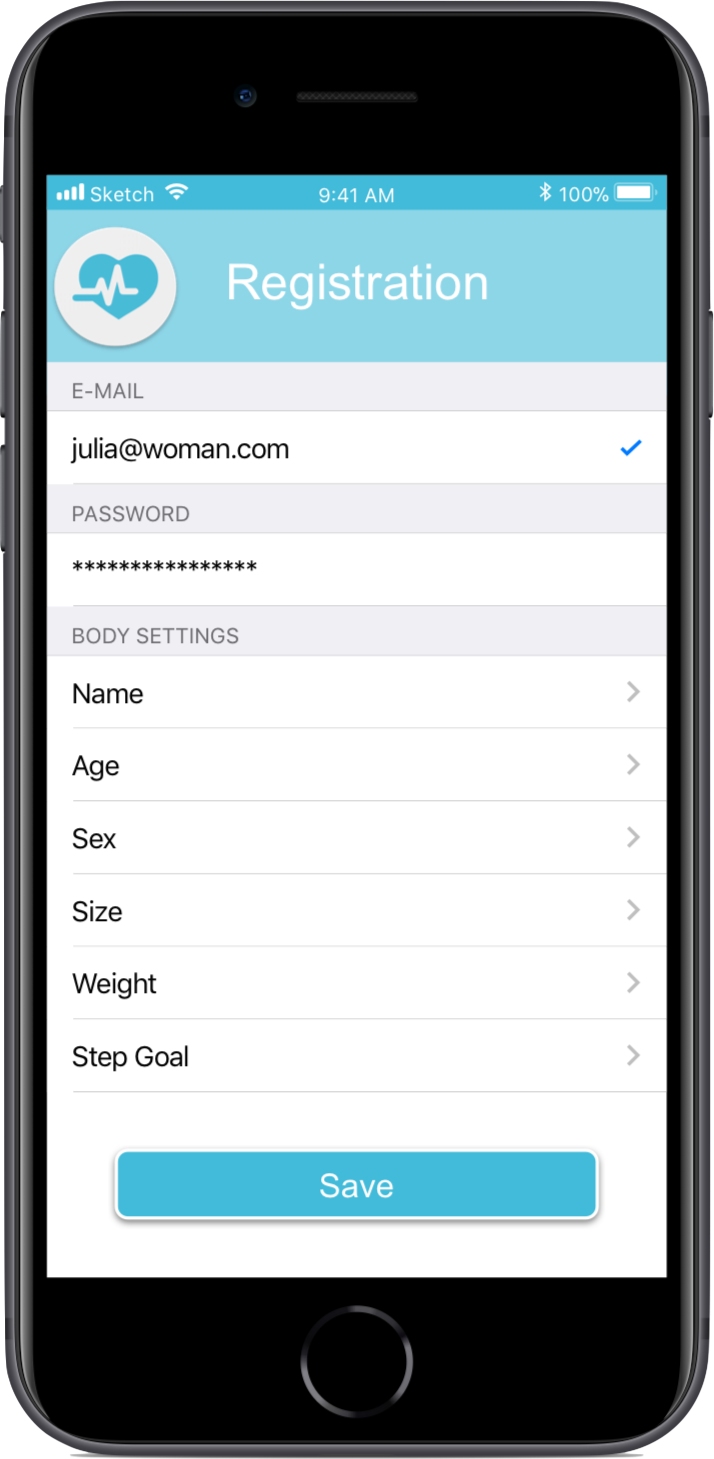 Sketch 9:41 AM 100%
Registration
E-MAIL
julia@woman.com
PASSWORD
****************
BODY SETTINGS
Name
Age
Sex
Size
Weight
Step Goal
Save